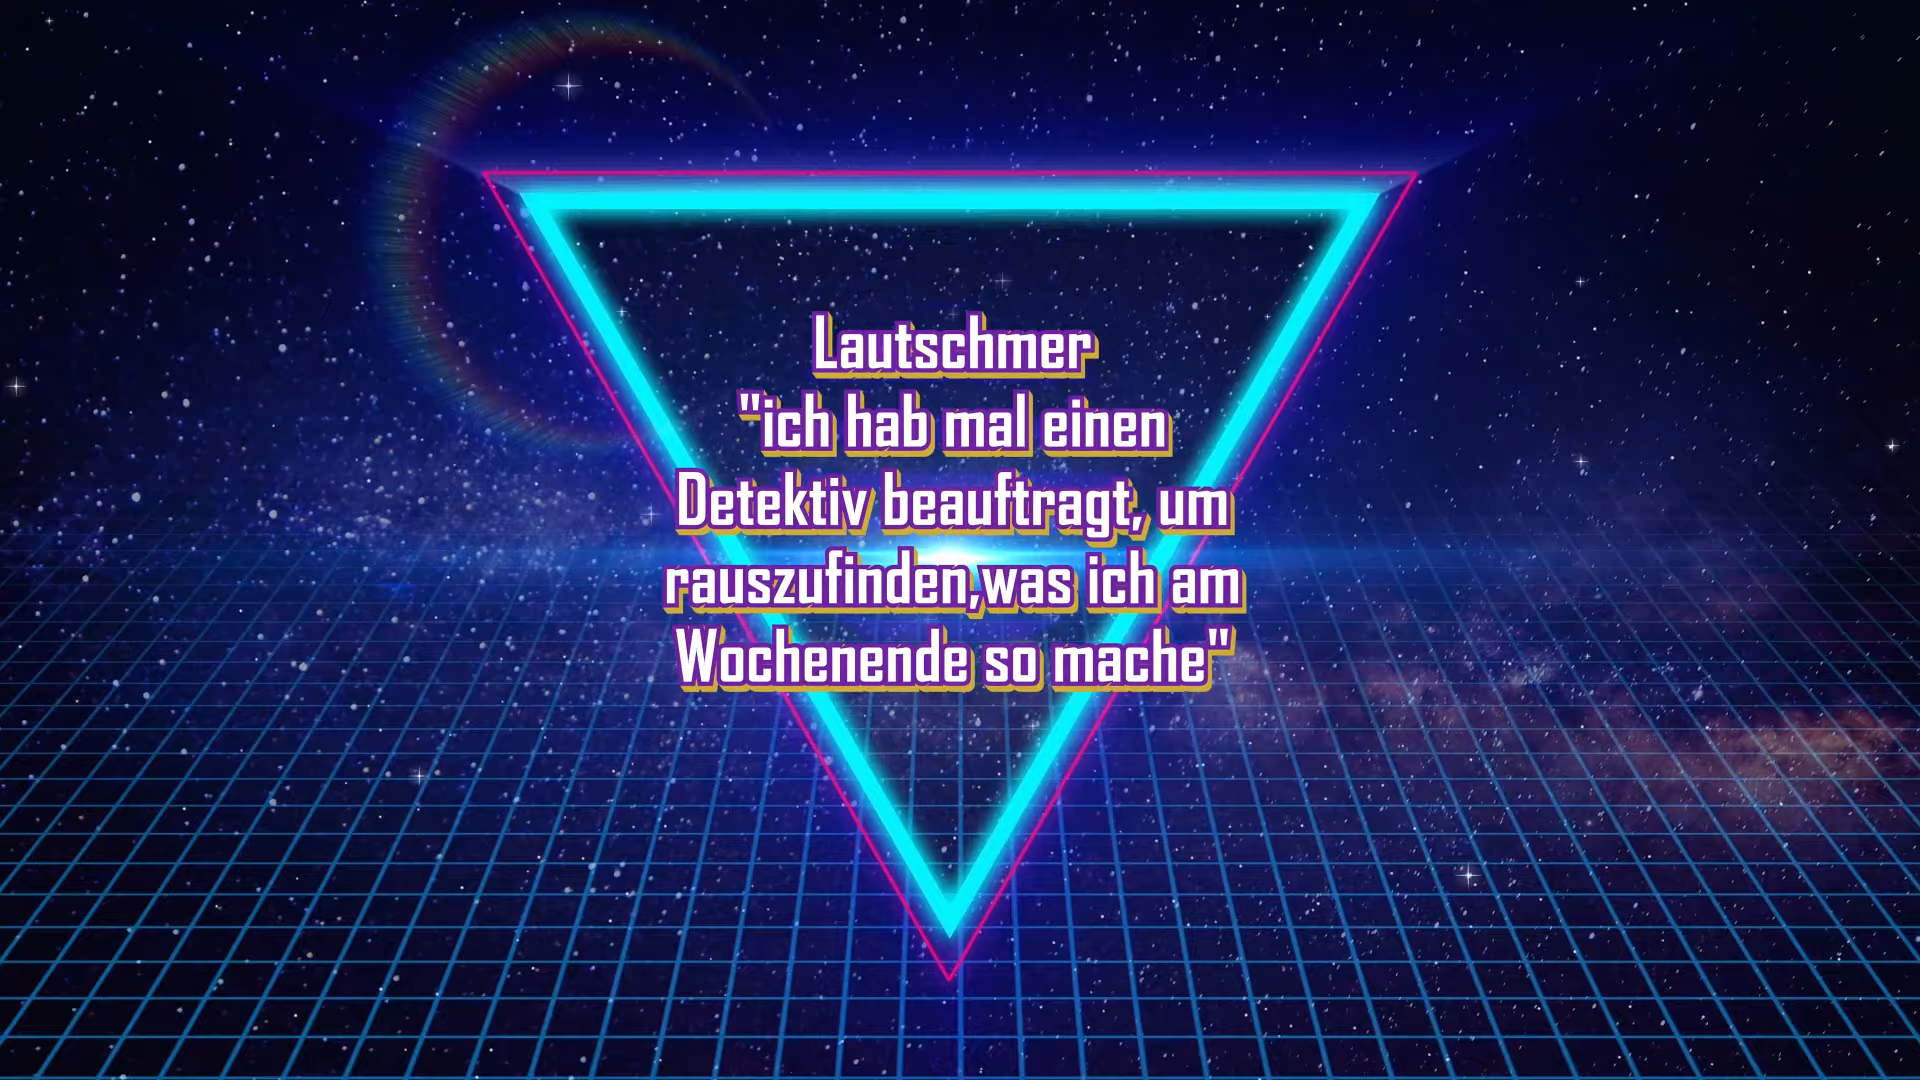 Lautschmer
"ich hab mal einen
Detektiv beauftragt, um
rauszufinden,was ich am
Wochenende so mache"